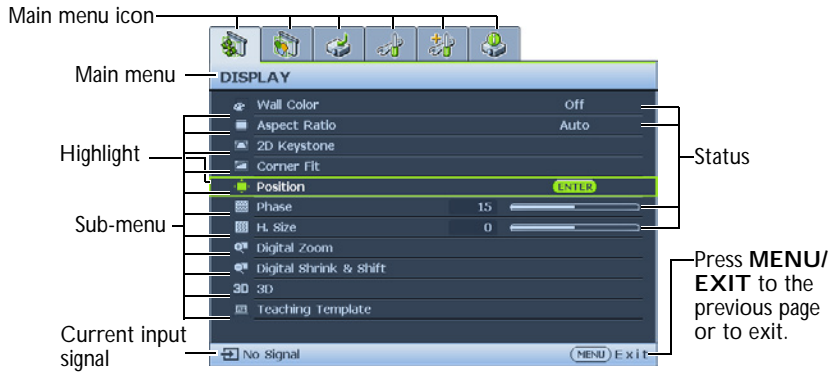 Main menu icon
Main menu
DISPLAY
Wall Color Off
Aspect Ratio Auto
2D Keystone
Corner Fit
Highlight
Status
Position ENTER
Phase 15
Sub-menu
H. Size 0
Digital Zoom
Digital Shrink & Shift
3D 3D
Teaching Template
Press MENU/
EXIT to the
previous page
or to exit.
Current input
signal
No Signal
MENU Exit